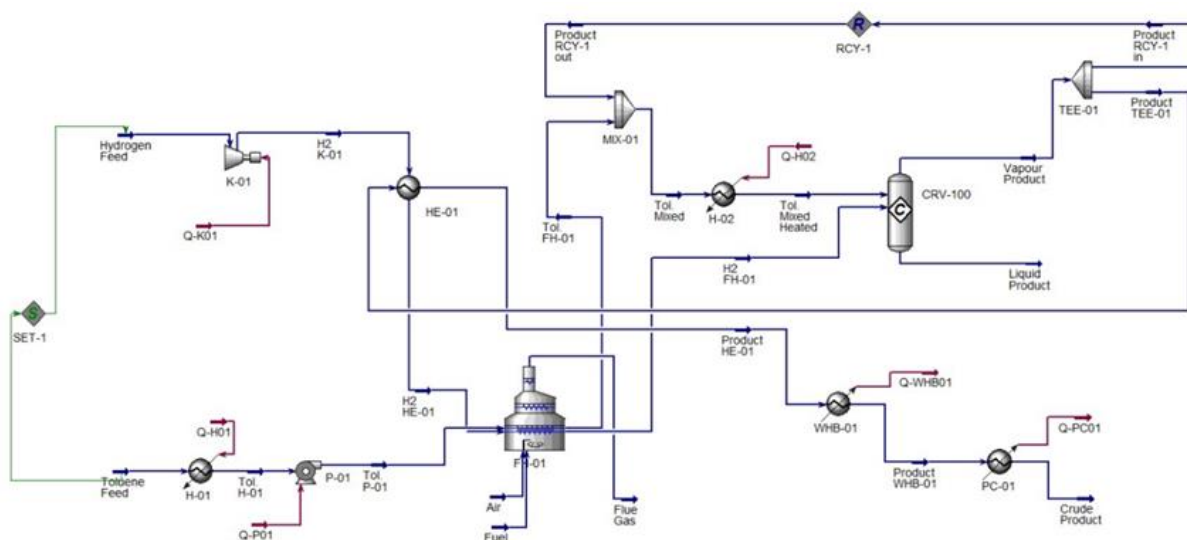 Product
RCY-1
out
R
RCY-1
Product
RCY-1
in
TEE-01
Product
TEE-01
MIX-01
Hydrogen
Feed
K-01
H2
K-01
Q-K01
HE-01
Tol.
FH-01
Tol.
Mixed
H-02
Q-H02
Tol.
Mixed
Heated
C
CRV-100
Vapour
Product
Liquid
Product
H2
FH-01
S
SET-1
Product
HE-01
H2
HE-01
Q-WHB01
WHB-01
Q-PC01
Product
WHB-01
PC-01
Crude
Product
Q-H01
Toluene
Feed
H-01
Tol.
H-01
P-01
Tol.
P-01
Q-P01
FH-01
Air
Fuel
Flue
Gas